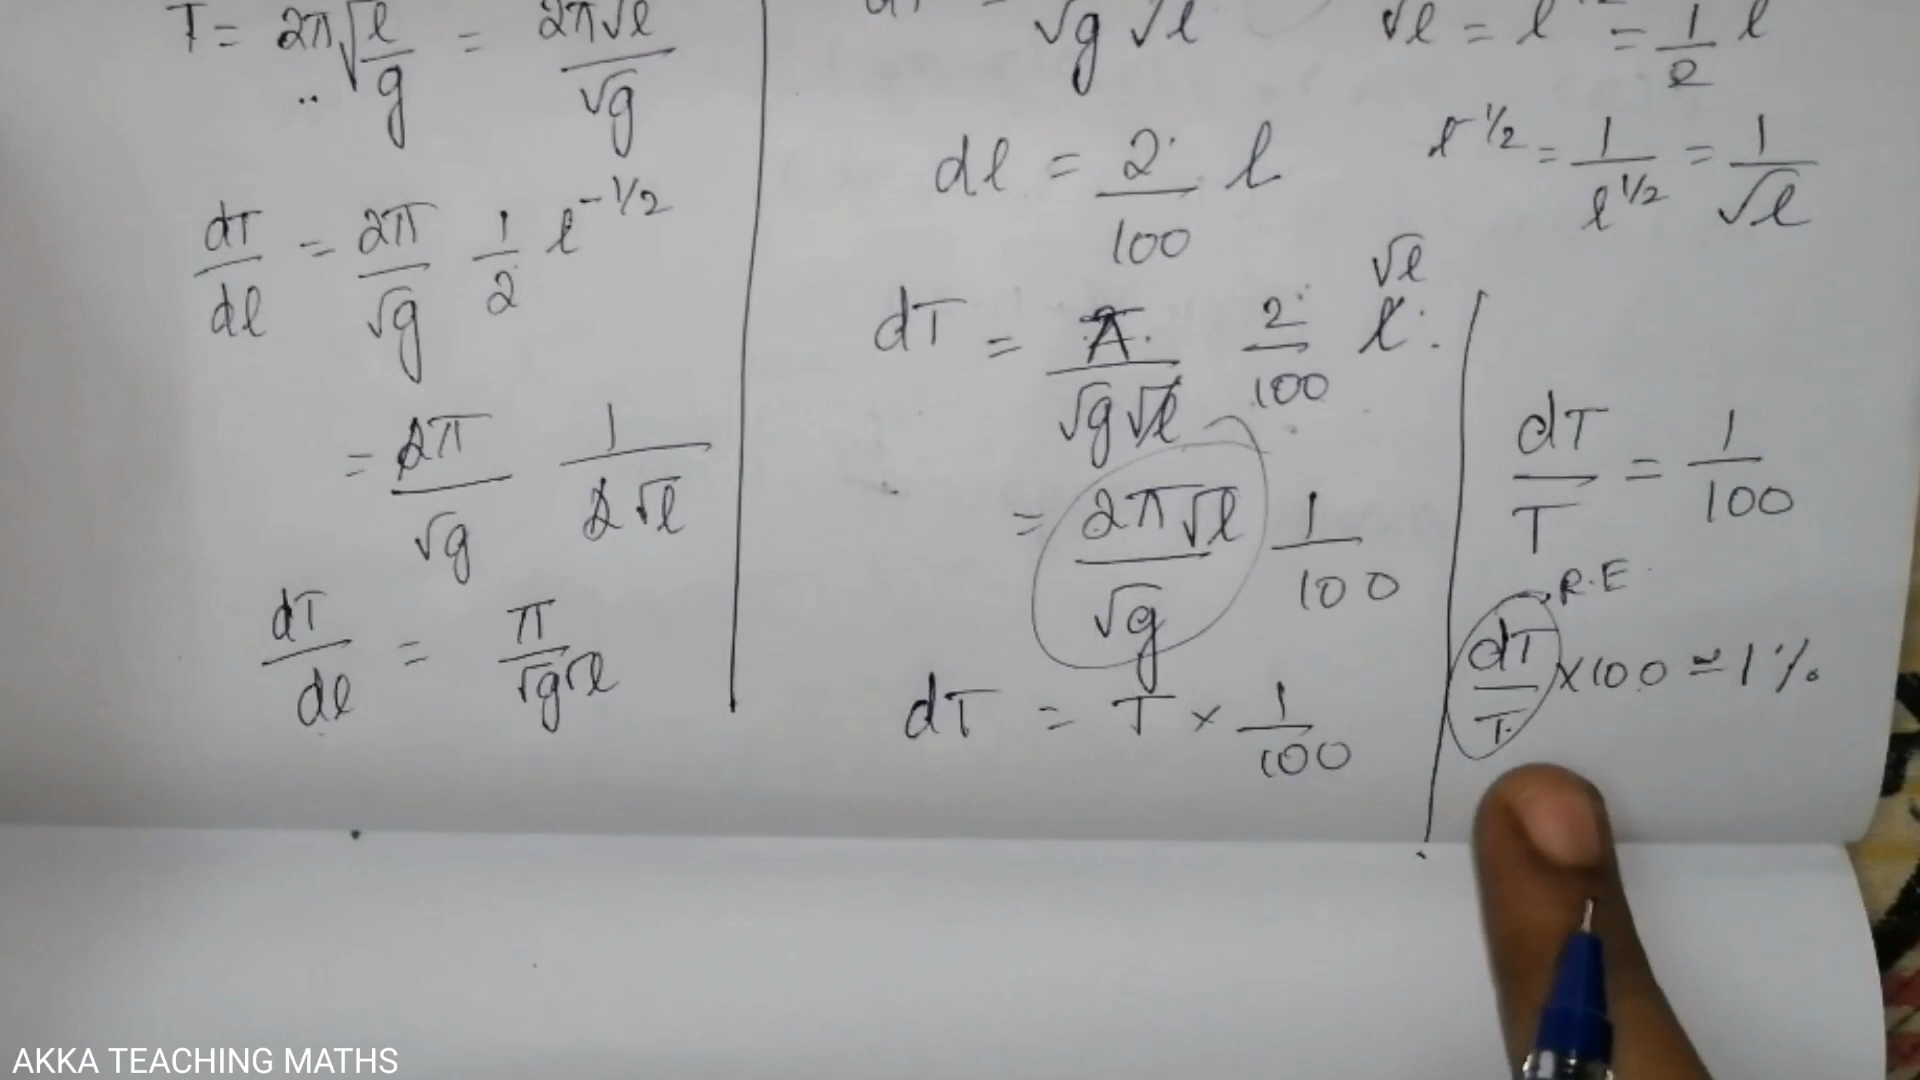 T = 2π√(l/g) = 2π√l/√g
dT/dl = 2π/√g 1/2 l^(-1/2)
= 2π/√g 1/(2√l)
dT/dl = π/(√g√l)
√g √l
dl = 2/100 l
dT = π/(√g√l) 2/100 l √l
= 2π√l/√g 1/100
dT = T × 1/100
√l = l^(1/2) = 1/2 l
l^(-1/2) = 1/l^(1/2) = 1/√l
dT/T = 1/100
R.E
dT/T ×100 = 1%
AKKA TEACHING MATHS